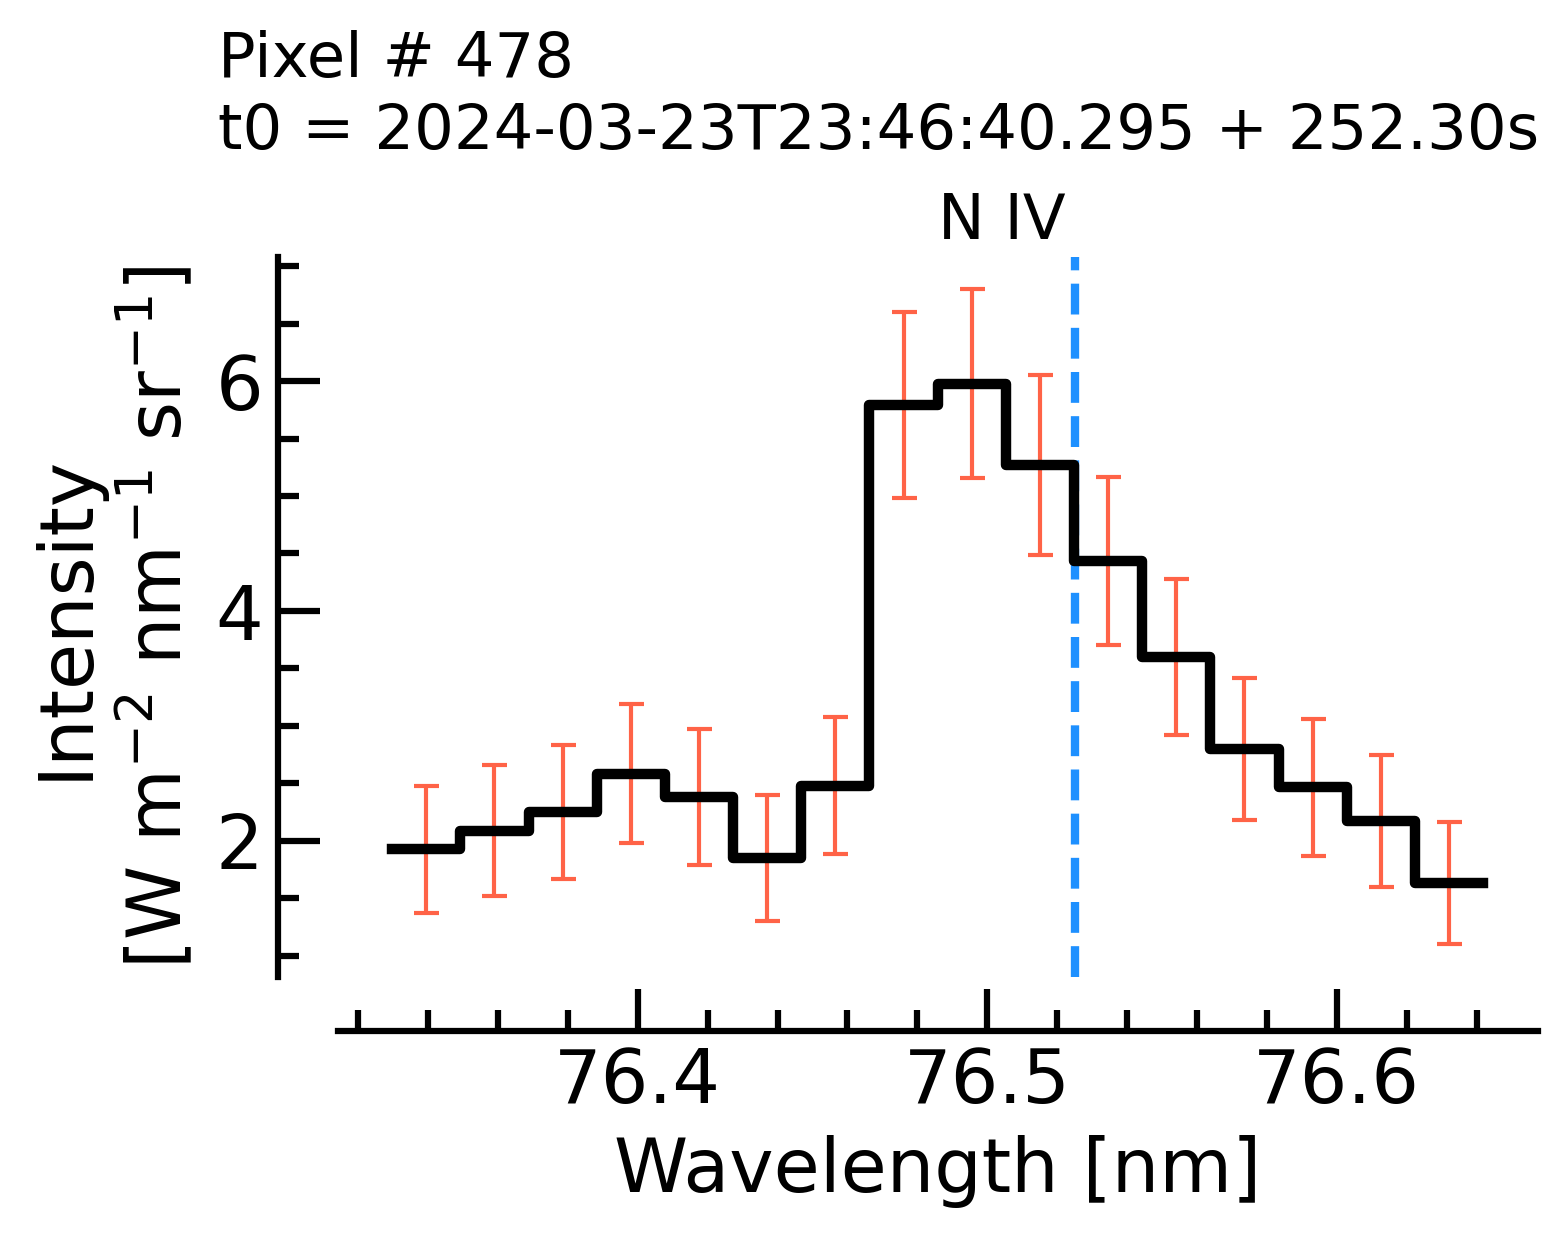 Pixel # 478
t0 = 2024-03-23T23:46:40.295 + 252.30s
N IV
Intensity
[W m⁻² nm⁻¹ sr⁻¹]
6
4
2
76.4 76.5 76.6
Wavelength [nm]